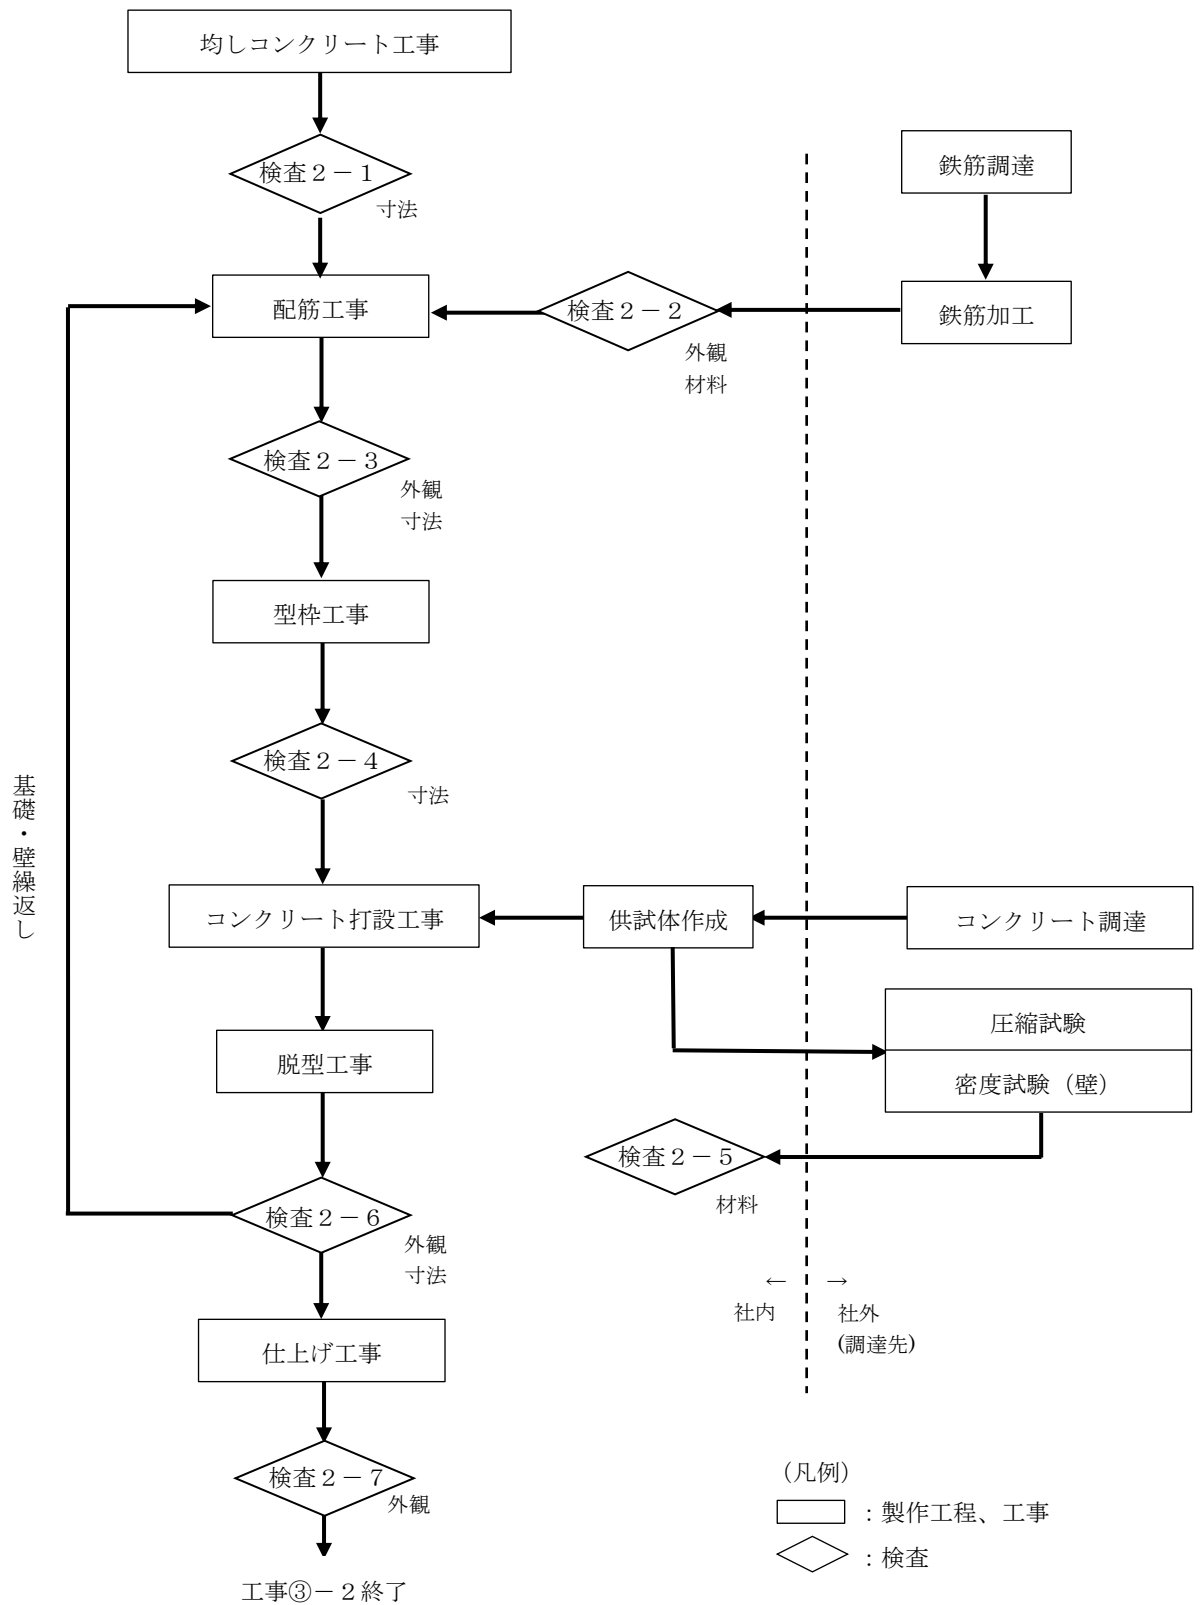 均しコンクリート工事
検査２－１
寸法
鉄筋調達
配筋工事
検査２－２
外観
材料
鉄筋加工
検査２－３
外観
寸法
型枠工事
検査２－４
寸法
基礎・壁繰返し
コンクリート打設工事
供試体作成
コンクリート調達
圧縮試験
密度試験（壁）
脱型工事
検査２－５
材料
検査２－６
外観
寸法
← →
社内 社外
(調達先)
仕上げ工事
検査２－７
外観
工事③－２終了
（凡例）
：製作工程、工事
：検査